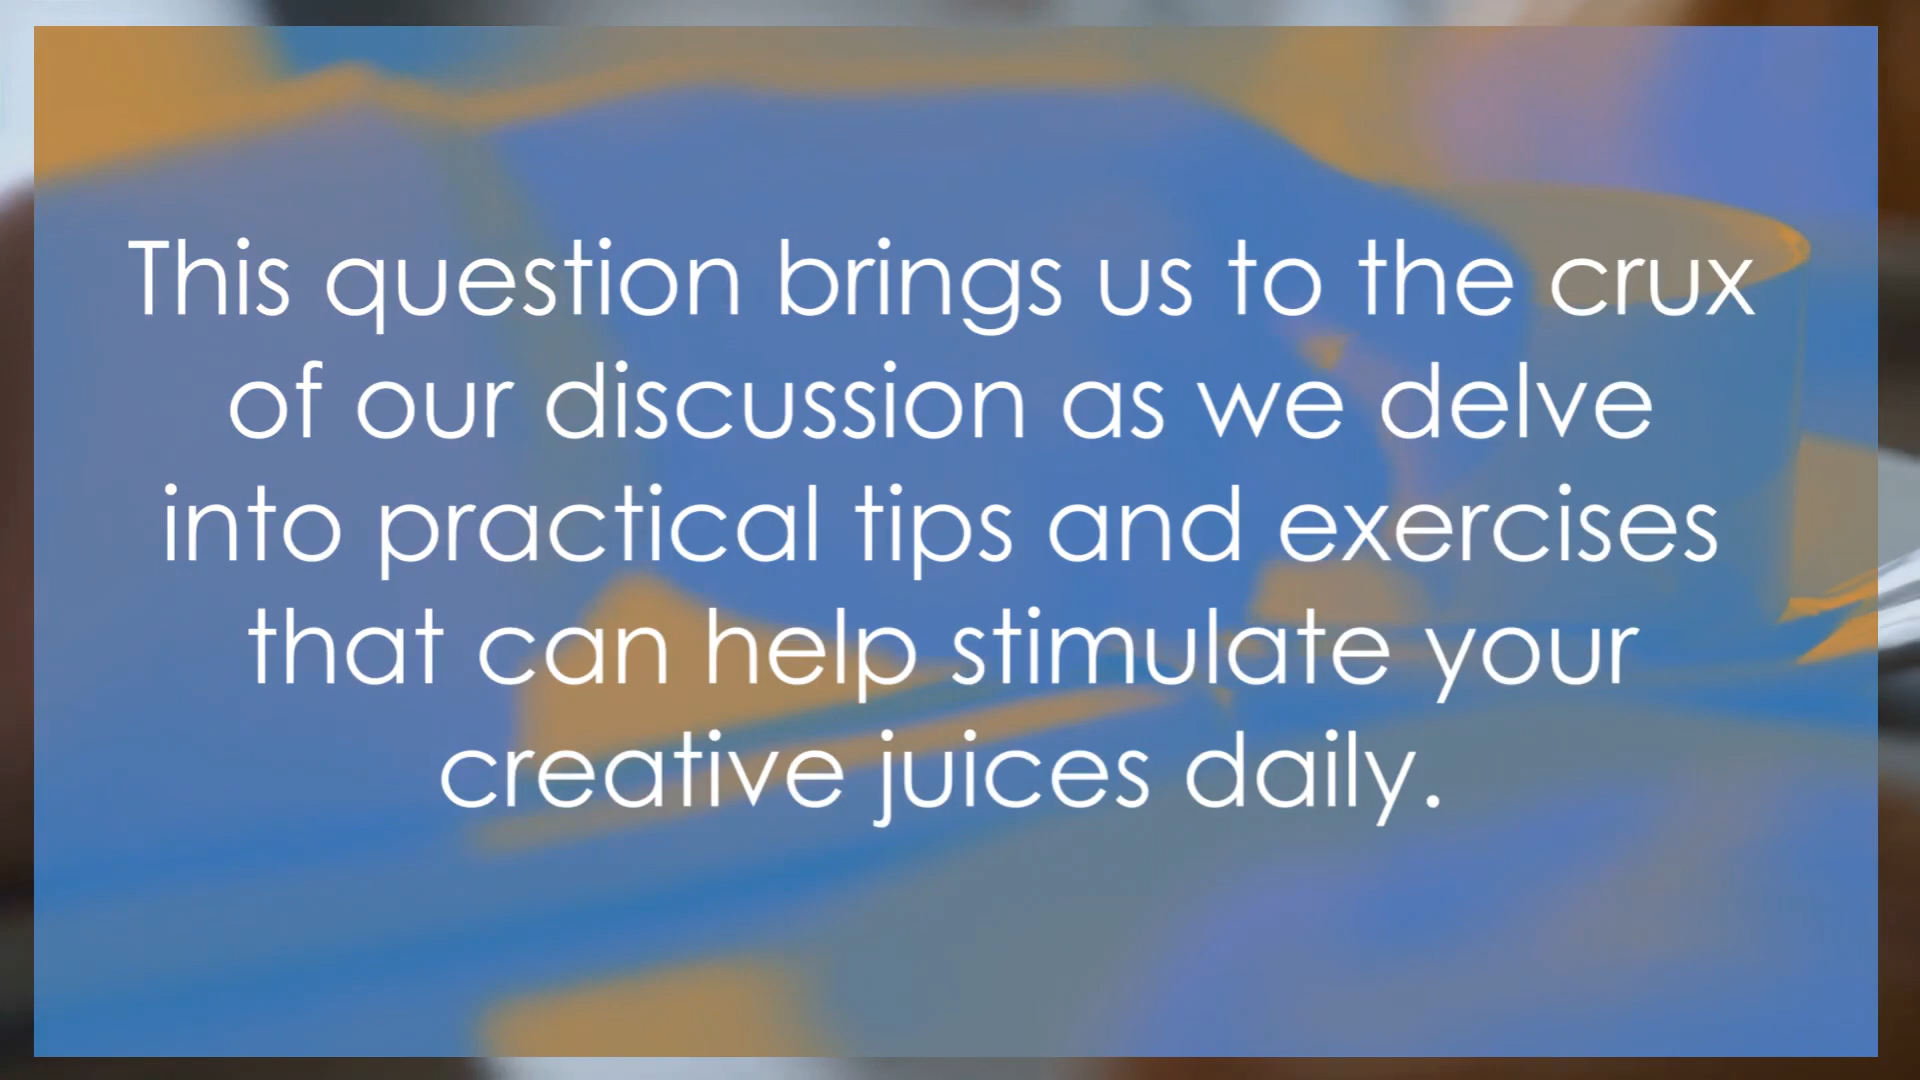 This question brings us to the crux
of our discussion as we delve
into practical tips and exercises
that can help stimulate your
creative juices daily.